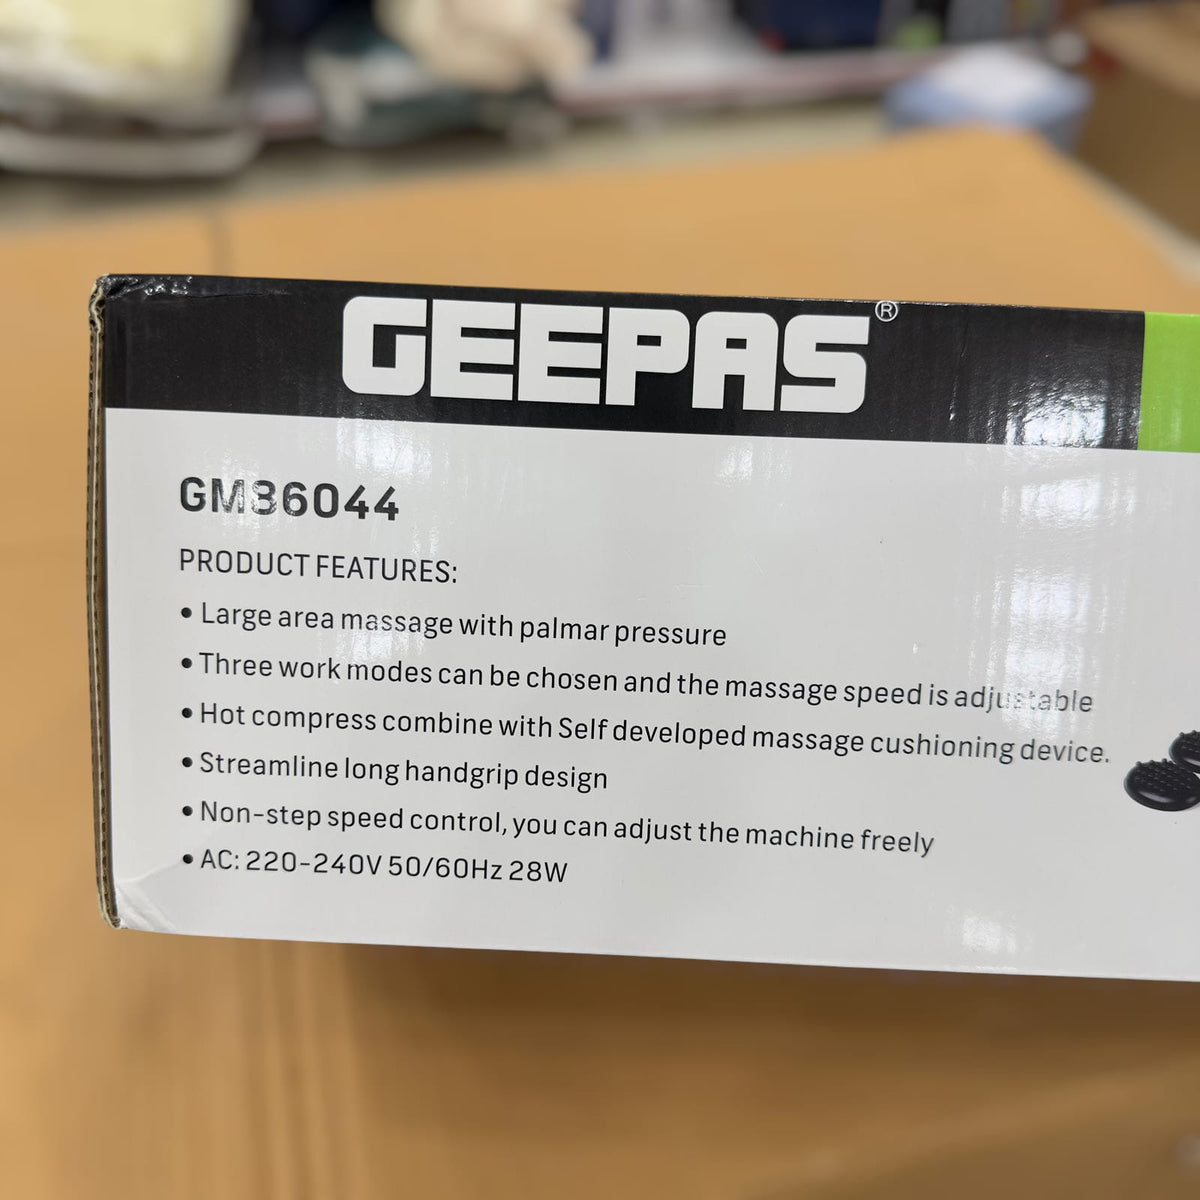 GEEPAS®
GM86044
PRODUCT FEATURES:
• Large area massage with palmar pressure
• Three work modes can be chosen and the massage speed is adjustable
• Hot compress combine with Self developed massage cushioning device.
• Streamline long handgrip design
• Non-step speed control, you can adjust the machine freely
• AC: 220-240V 50/60Hz 28W